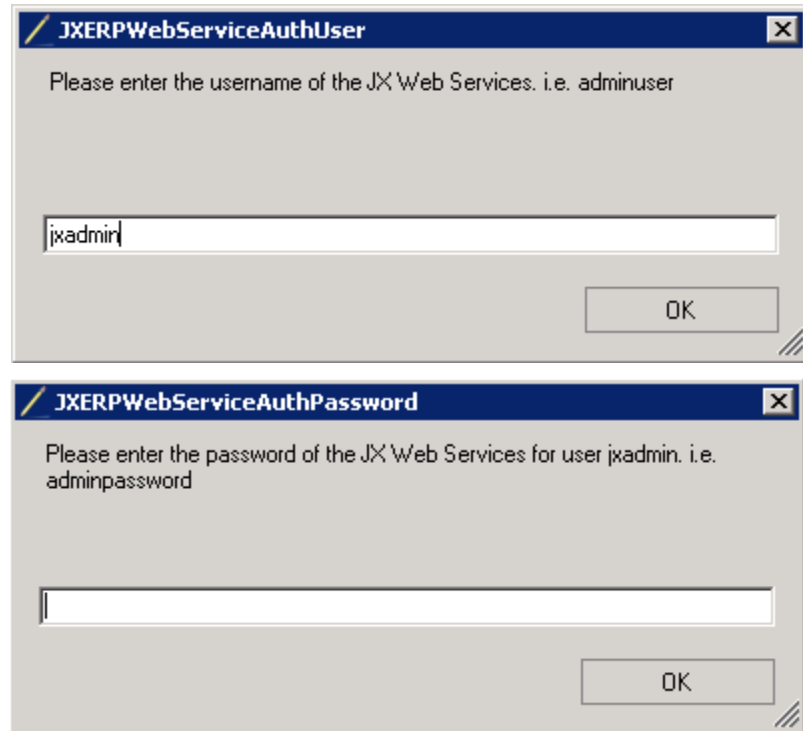 JXERPWebServiceAuthUser
Please enter the username of the JX Web Services. i.e. adminuser
jxadmin
OK
JXERPWebServiceAuthPassword
Please enter the password of the JX Web Services for user jxadmin. i.e.
adminpassword
OK